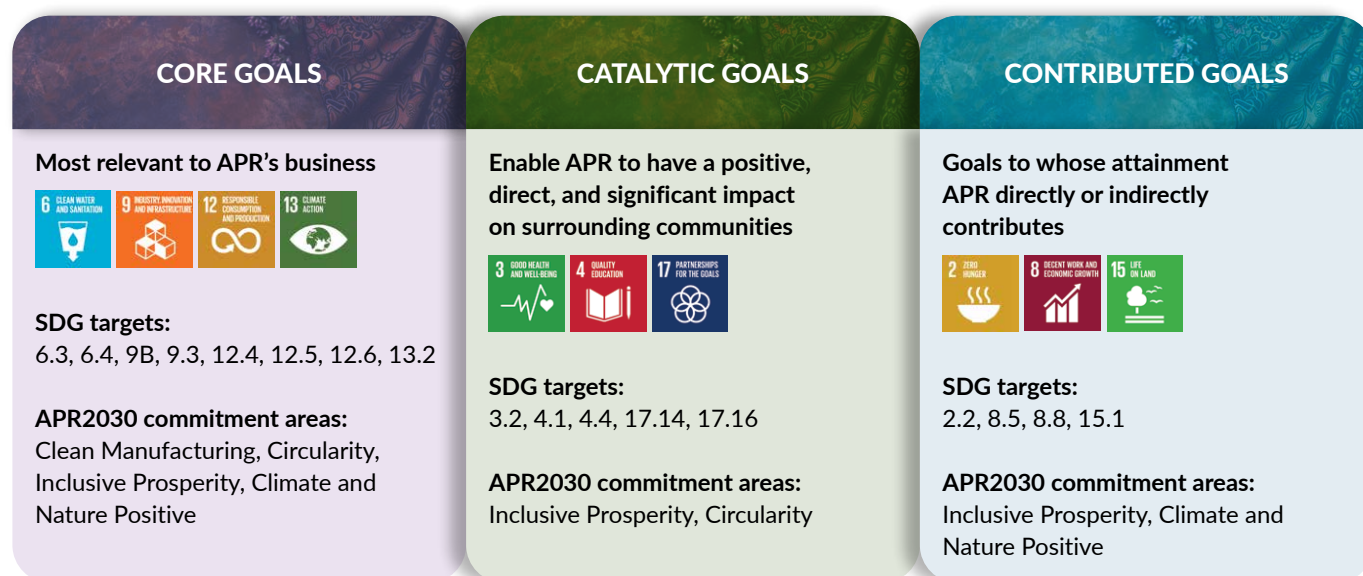 CORE GOALS
Most relevant to APR's business
6 CLEAN WATER
AND SANITATION
9 INDUSTRY, INNOVATION
AND INFRASTRUCTURE
12 RESPONSIBLE
CONSUMPTION
AND PRODUCTION
13 CLIMATE
ACTION
SDG targets:
6.3, 6.4, 9B, 9.3, 12.4, 12.5, 12.6, 13.2
APR2030 commitment areas:
Clean Manufacturing, Circularity,
Inclusive Prosperity, Climate and
Nature Positive
CATALYTIC GOALS
Enable APR to have a positive,
direct, and significant impact
on surrounding communities
3 GOOD HEALTH
AND WELL-BEING
4 QUALITY
EDUCATION
17 PARTNERSHIPS
FOR THE GOALS
SDG targets:
3.2, 4.1, 4.4, 17.14, 17.16
APR2030 commitment areas:
Inclusive Prosperity, Circularity
CONTRIBUTED GOALS
Goals to whose attainment
APR directly or indirectly
contributes
2 ZERO
HUNGER
8 DECENT WORK AND
ECONOMIC GROWTH
15 LIFE
ON LAND
SDG targets:
2.2, 8.5, 8.8, 15.1
APR2030 commitment areas:
Inclusive Prosperity, Climate and
Nature Positive